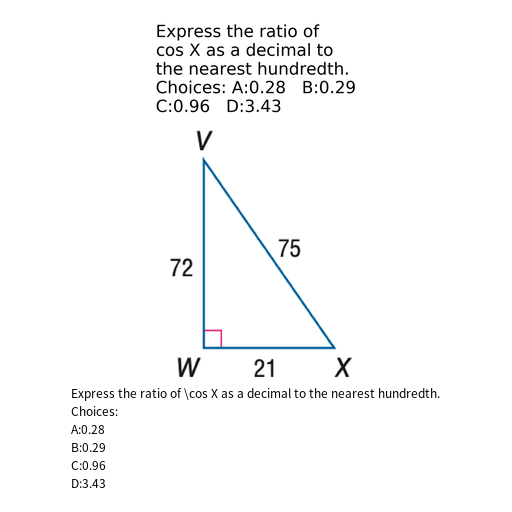 Express the ratio of
cos X as a decimal to
the nearest hundredth.
Choices: A:0.28   B:0.29
C:0.96   D:3.43
V
75
72
W
21
X
Express the ratio of \cos X as a decimal to the nearest hundredth.
Choices:
A:0.28
B:0.29
C:0.96
D:3.43